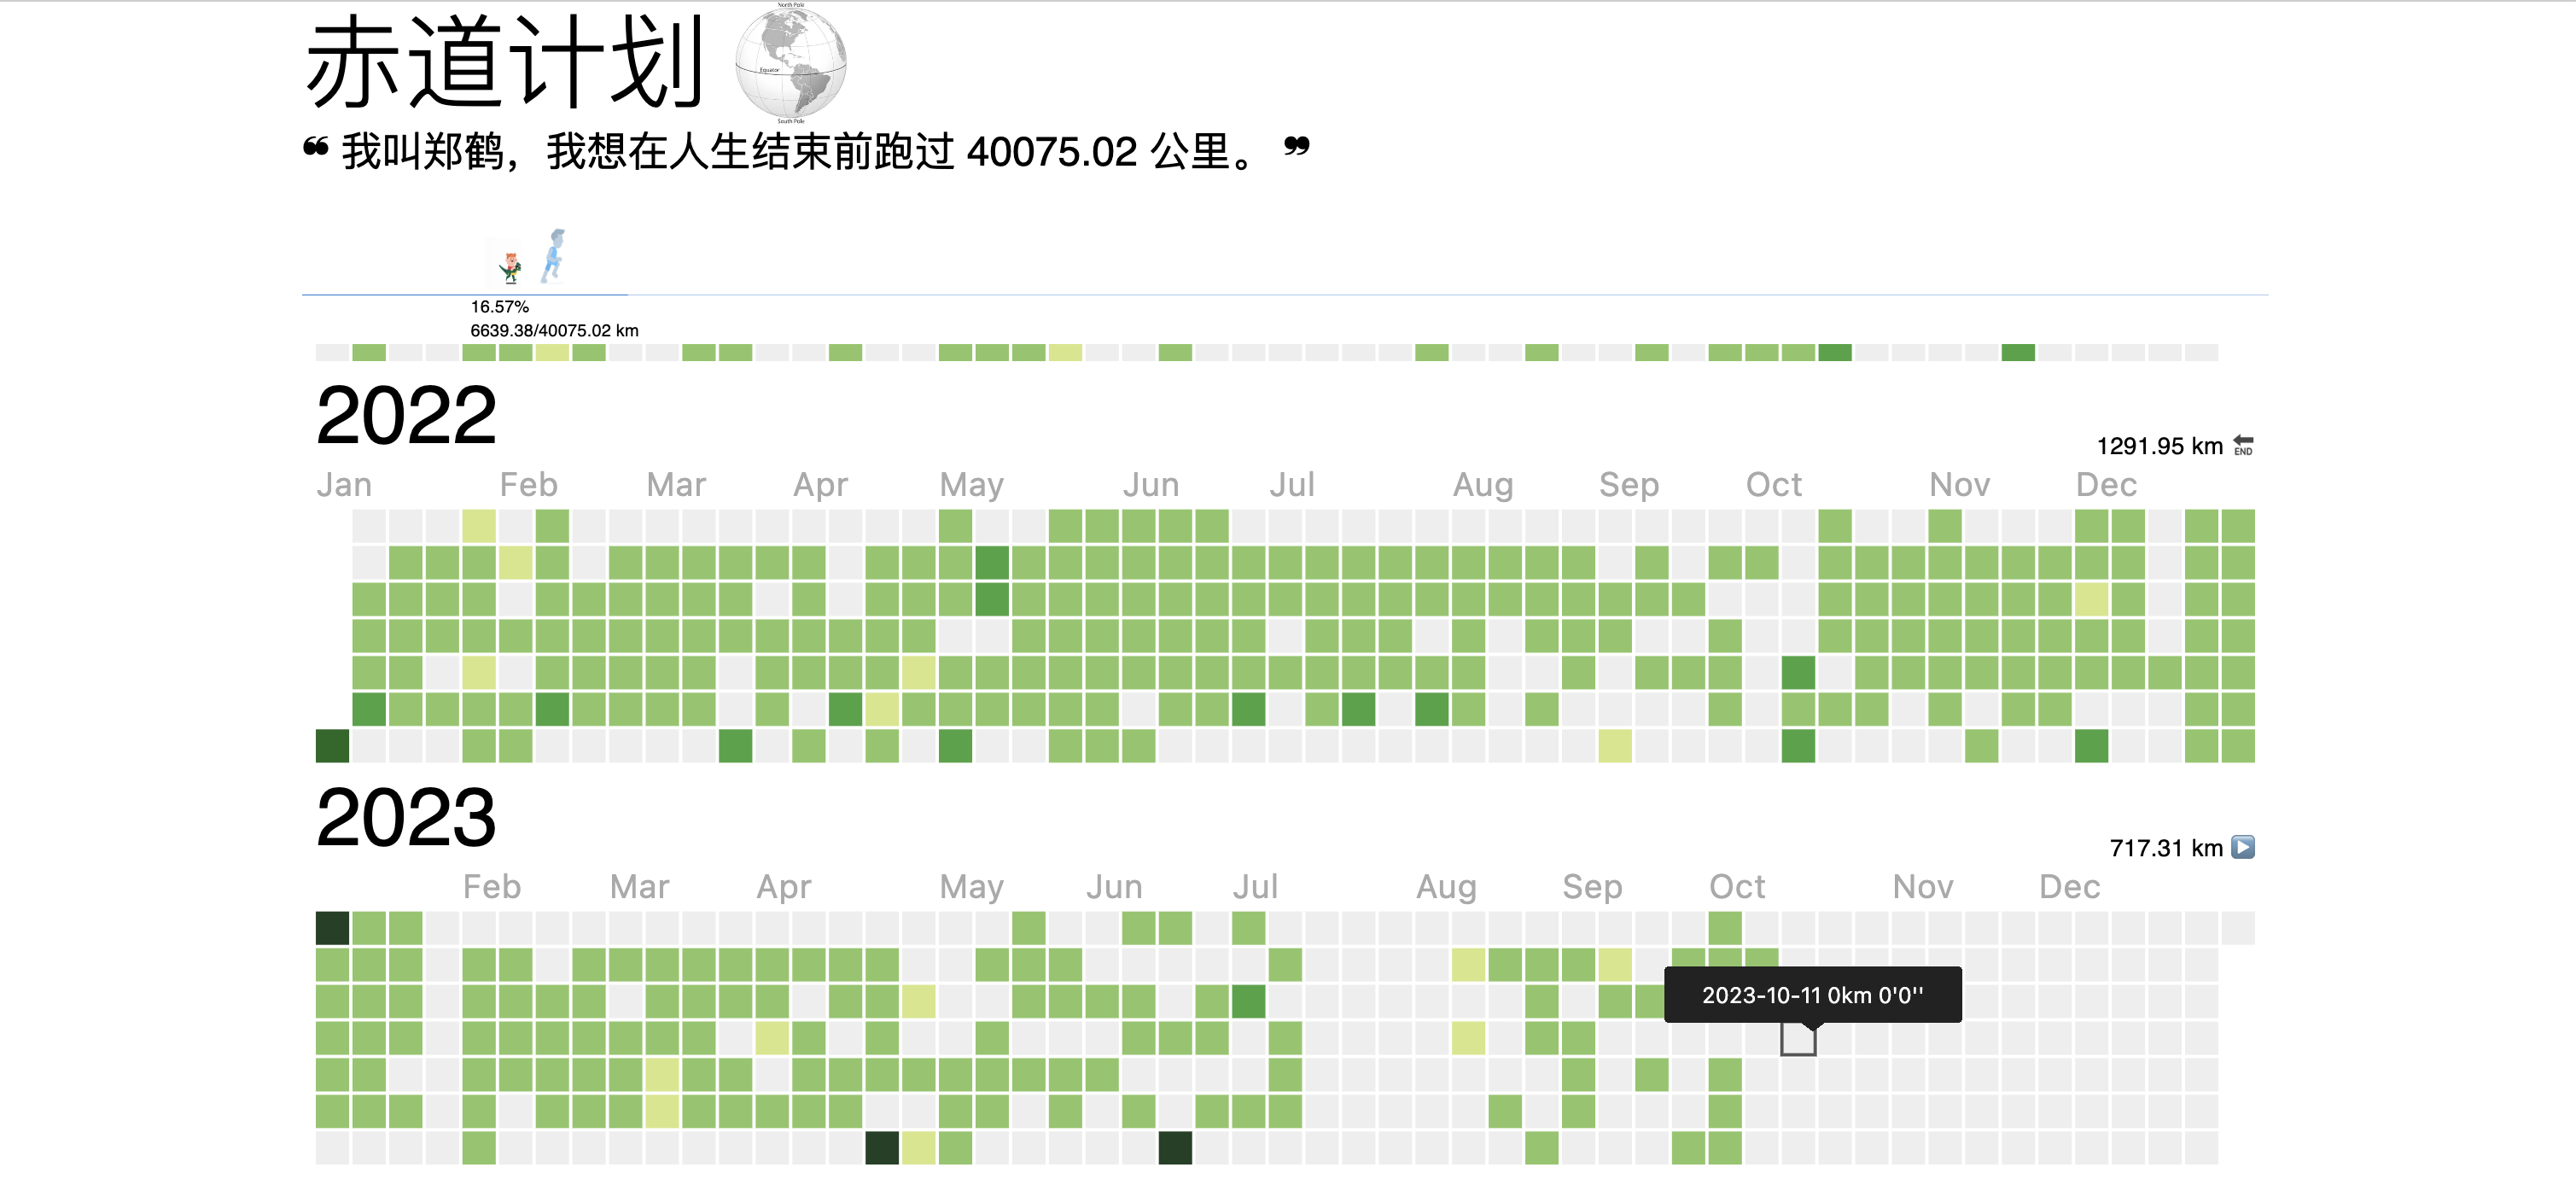 赤道计划
North Pole
Equator
South Pole
❝ 我叫郑鹤，我想在人生结束前跑过 40075.02 公里。 ❞
16.57%
6639.38/40075.02 km
2022
1291.95 km END
Jan Feb Mar Apr May Jun Jul Aug Sep Oct Nov Dec
2023
717.31 km
Feb Mar Apr May Jun Jul Aug Sep Oct Nov Dec
2023-10-11 0km 0'0''